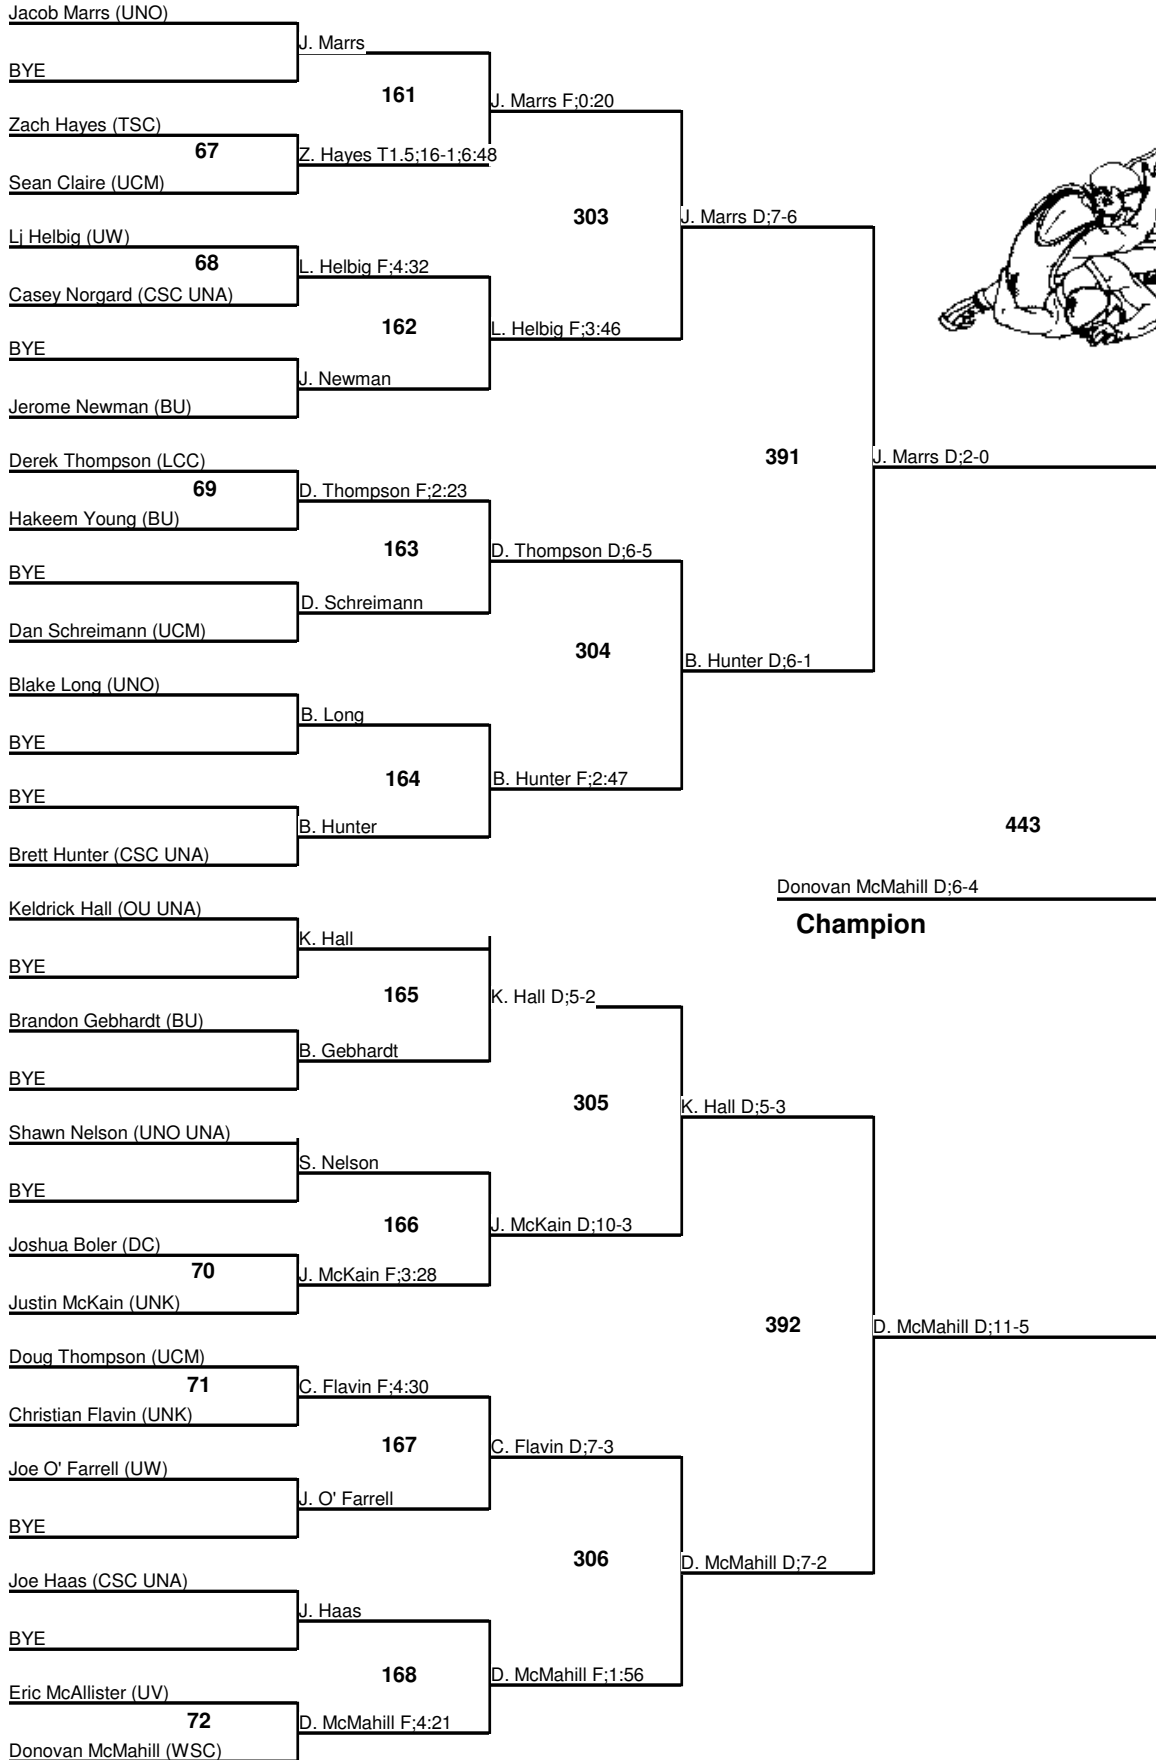 Jacob Marrs (UNO)
J. Marrs
BYE
161
J. Marrs F;0:20
Zach Hayes (TSC)
67
Z. Hayes T1.5;16-1;6:48
Sean Claire (UCM)
303
J. Marrs D;7-6
Lj Helbig (UW)
68
L. Helbig F;4:32
Casey Norgard (CSC UNA)
162
L. Helbig F;3:46
BYE
J. Newman
Jerome Newman (BU)
391
J. Marrs D;2-0
Derek Thompson (LCC)
69
D. Thompson F;2:23
Hakeem Young (BU)
163
D. Thompson D;6-5
BYE
D. Schreimann
Dan Schreimann (UCM)
304
B. Hunter D;6-1
Blake Long (UNO)
B. Long
BYE
164
B. Hunter F;2:47
BYE
B. Hunter
Brett Hunter (CSC UNA)
443
Donovan McMahill D;6-4
Champion
Keldrick Hall (OU UNA)
K. Hall
BYE
165
K. Hall D;5-2
Brandon Gebhardt (BU)
B. Gebhardt
BYE
305
K. Hall D;5-3
Shawn Nelson (UNO UNA)
S. Nelson
BYE
166
J. McKain D;10-3
Joshua Boler (DC)
70
J. McKain F;3:28
Justin McKain (UNK)
392
D. McMahill D;11-5
Doug Thompson (UCM)
71
C. Flavin F;4:30
Christian Flavin (UNK)
167
C. Flavin D;7-3
Joe O' Farrell (UW)
J. O' Farrell
BYE
306
D. McMahill D;7-2
Joe Haas (CSC UNA)
J. Haas
BYE
168
D. McMahill F;1:56
Eric McAllister (UV)
72
D. McMahill F;4:21
Donovan McMahill (WSC)